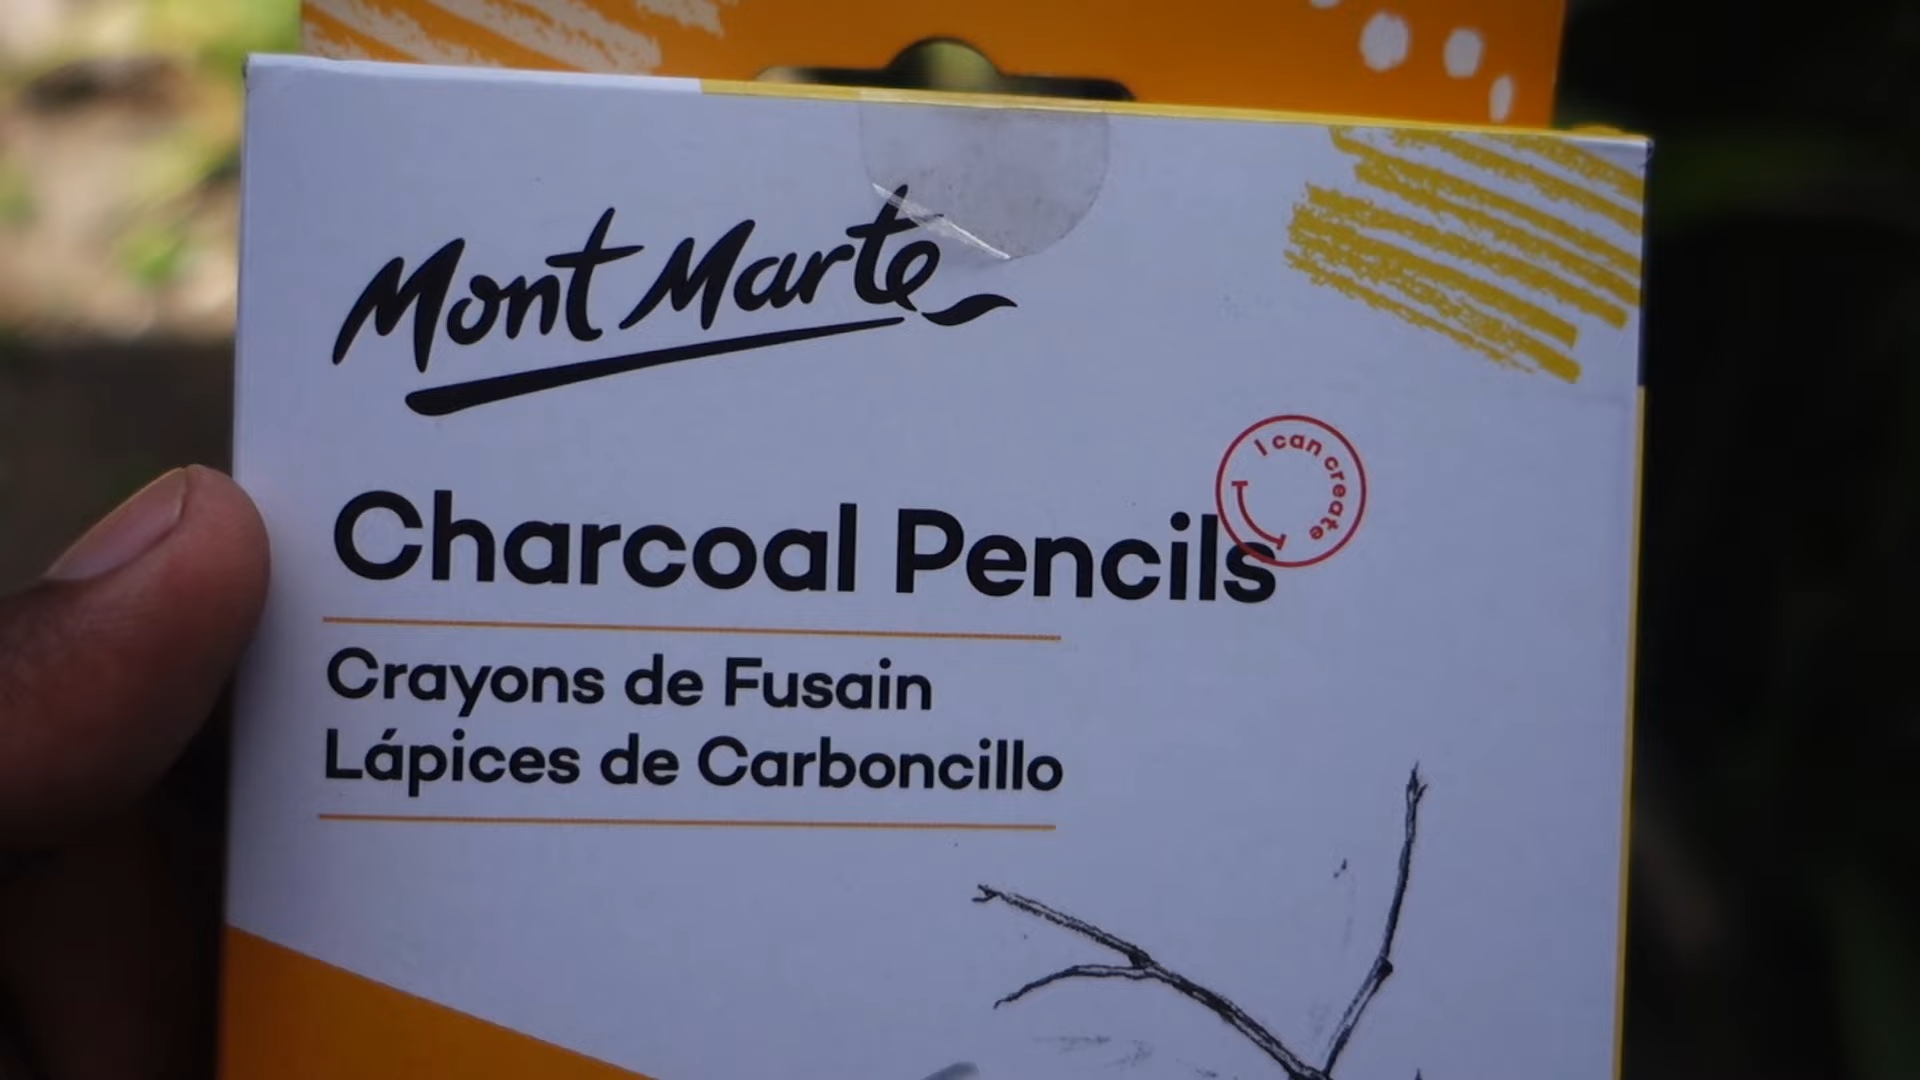 Mont Marte
I can create
Charcoal Pencils
Crayons de Fusain
Lápices de Carboncillo